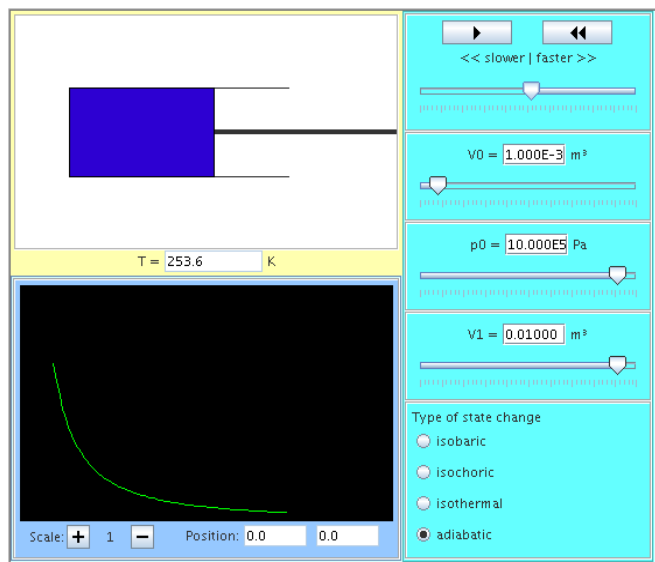 << slower | faster >>
V0 = 1.000E-3 m³
p0 = 10.000E5 Pa
T = 253.6 K
V1 = 0.01000 m³
Type of state change
isobaric
isochoric
isothermal
adiabatic
Scale: + 1 − Position: 0.0 0.0